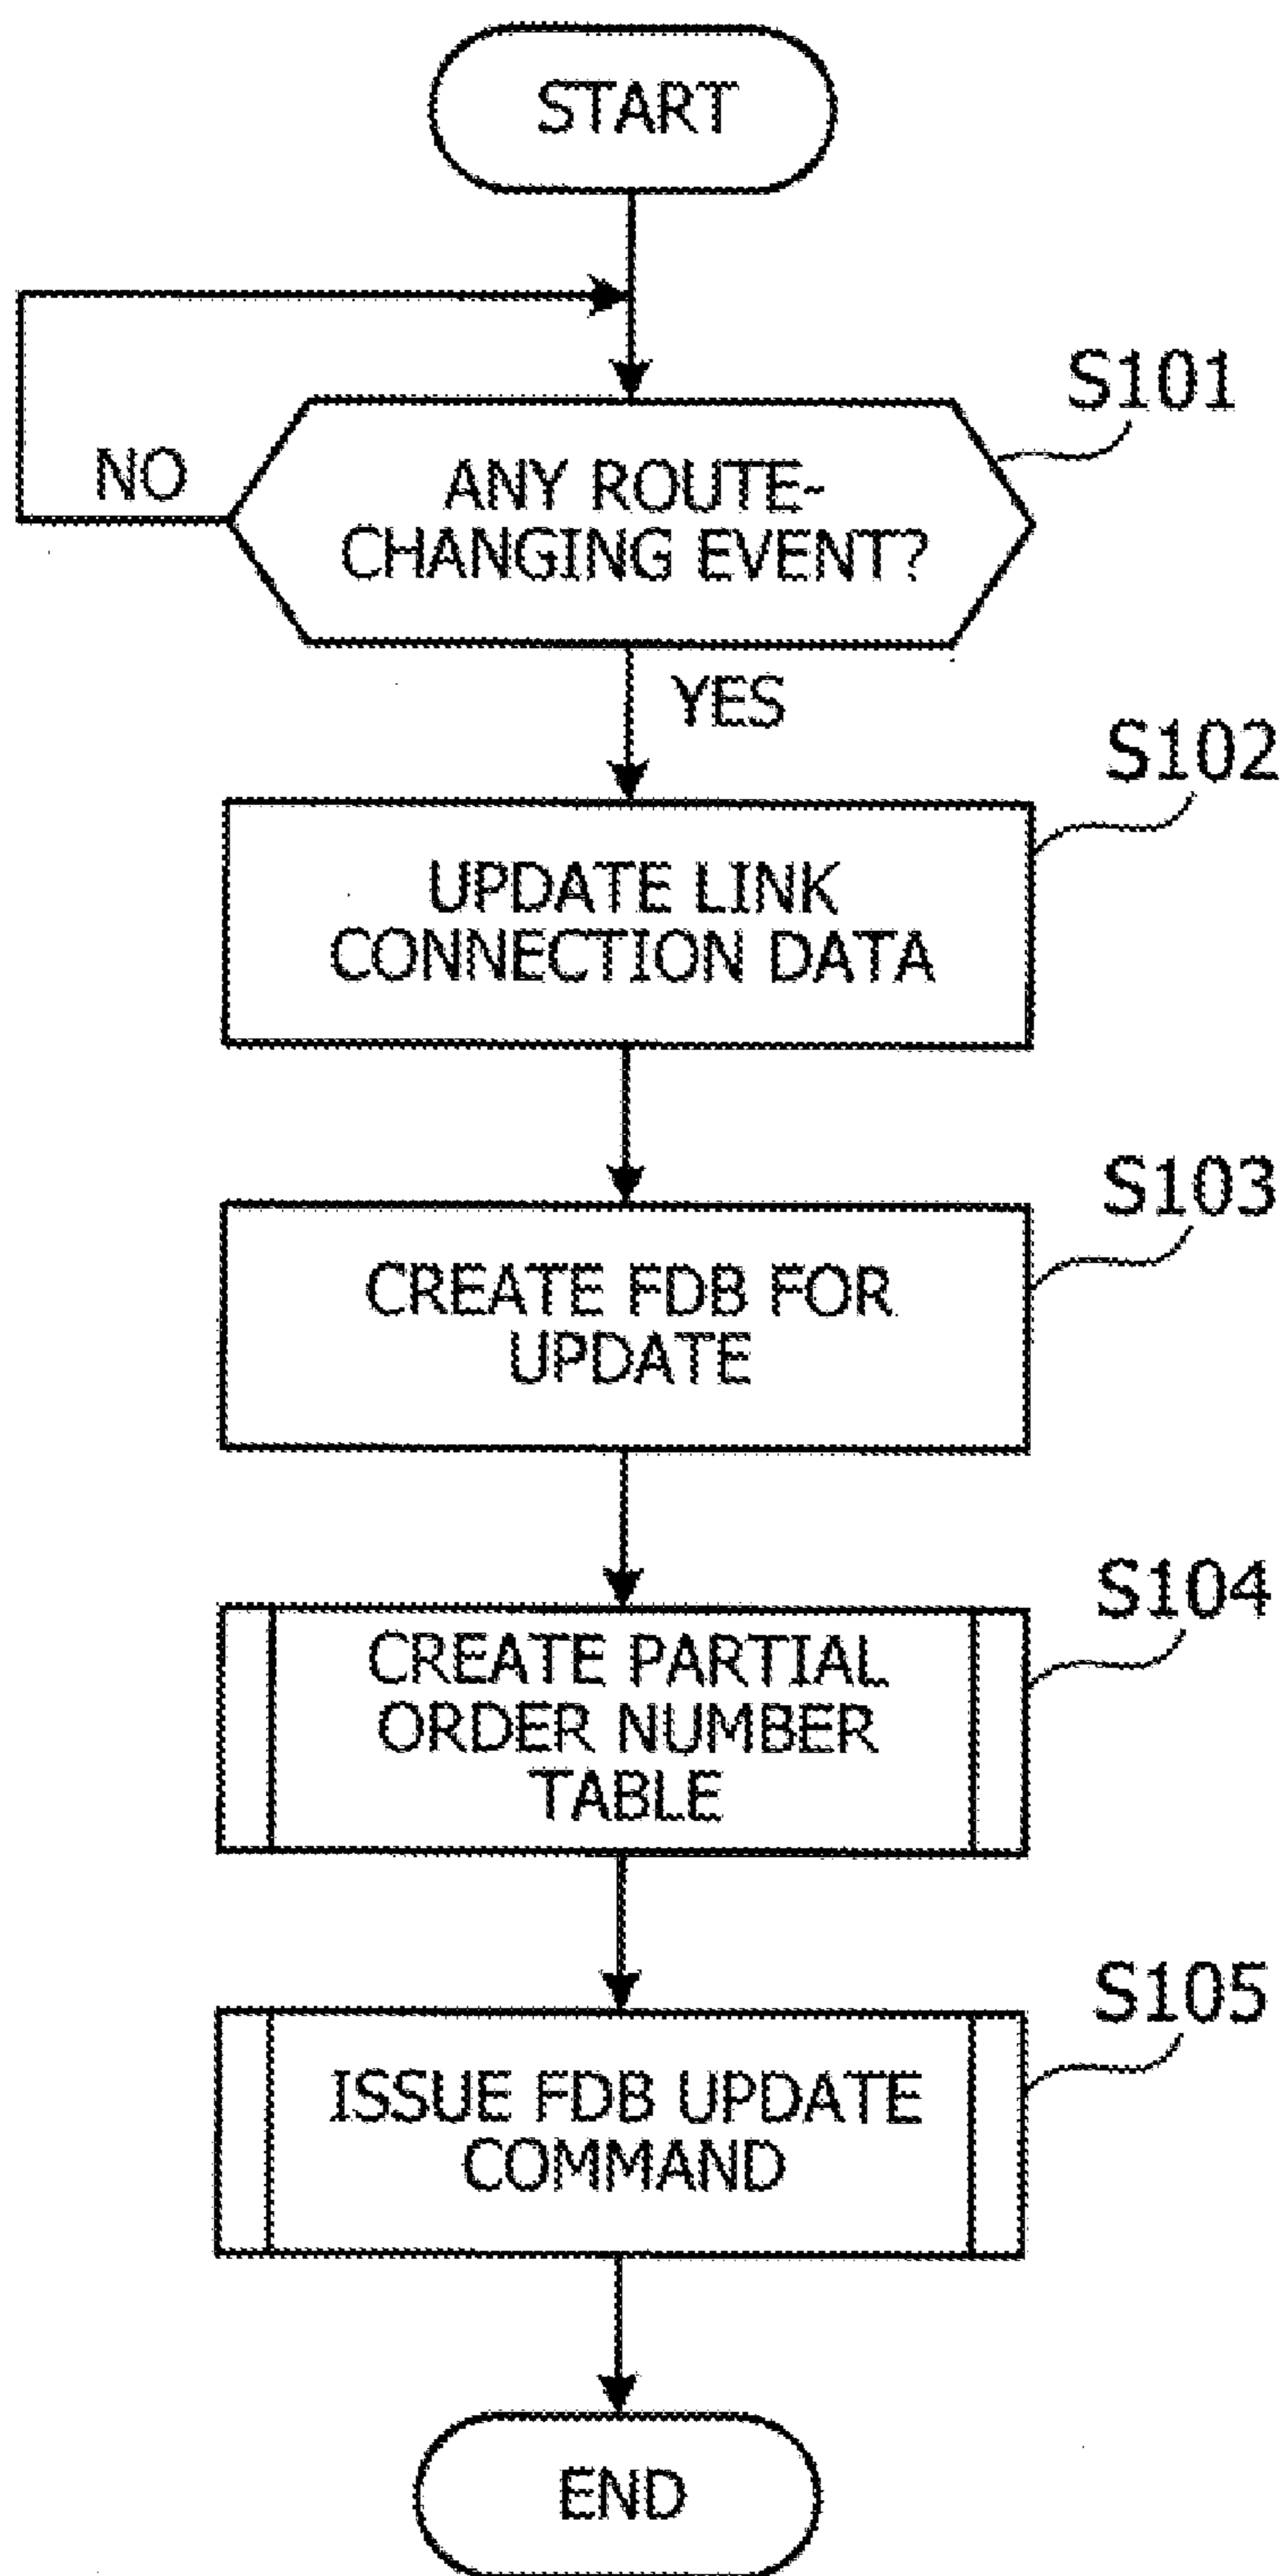 START
S101
NO
ANY ROUTE-
CHANGING EVENT?
YES
S102
UPDATE LINK
CONNECTION DATA
S103
CREATE FDB FOR
UPDATE
S104
CREATE PARTIAL
ORDER NUMBER
TABLE
S105
ISSUE FDB UPDATE
COMMAND
END